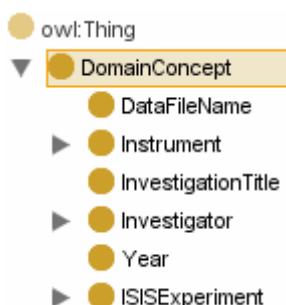 owl:Thing
DomainConcept
DataFileName
Instrument
InvestigationTitle
Investigator
Year
ISISExperiment